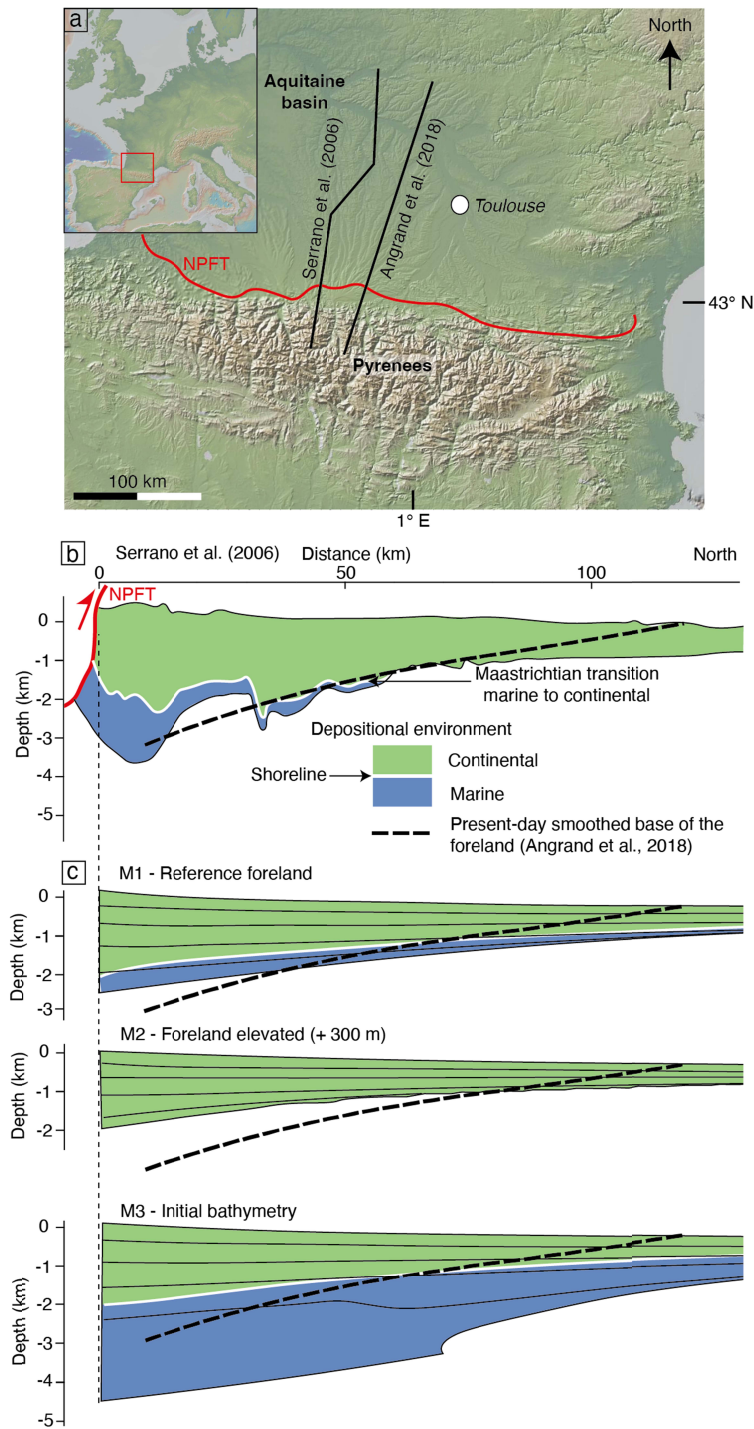 a
North
Aquitaine
basin
Serrano et al. (2006)
Angrand et al. (2018)
Toulouse
NPFT
43° N
Pyrenees
100 km
1° E
b
Serrano et al. (2006)
Distance (km)
North
0
50
100
NPFT
0
-1
-2
-3
-4
-5
Depth (km)
Maastrichtian transition
marine to continental
Depositional environment
Continental
Shoreline
Marine
Present-day smoothed base of the
foreland (Angrand et al., 2018)
c
M1 - Reference foreland
0
-1
-2
-3
Depth (km)
M2 - Foreland elevated (+ 300 m)
0
-1
-2
Depth (km)
M3 - Initial bathymetry
0
-1
-2
-3
-4
-5
Depth (km)